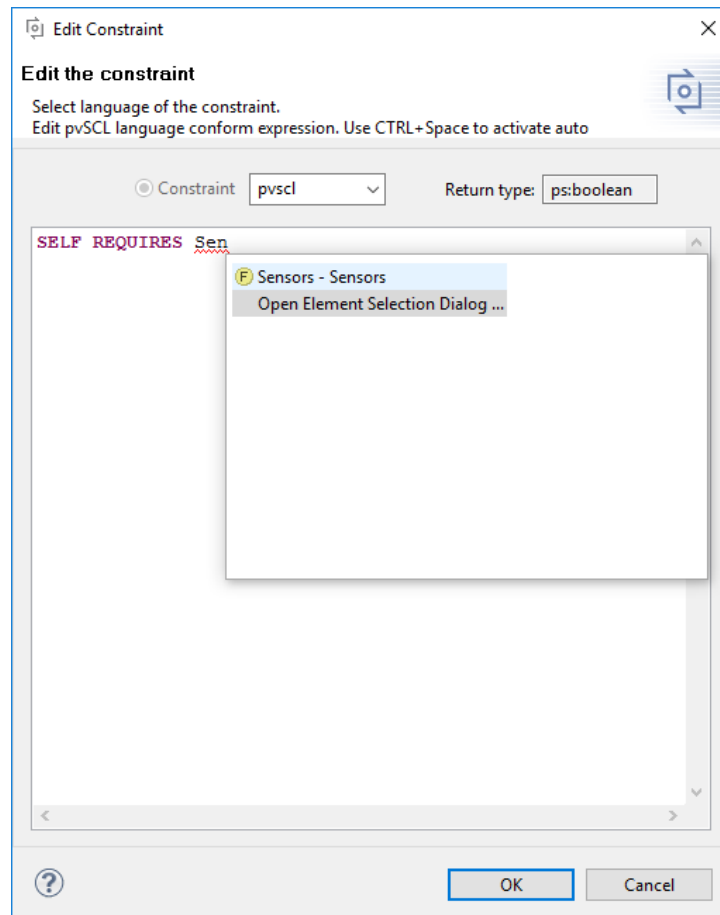 Edit Constraint
Edit the constraint
Select language of the constraint.
Edit pvSCL language conform expression. Use CTRL+Space to activate auto
Constraint pvscl Return type: ps:boolean
SELF REQUIRES Sen
F Sensors - Sensors
Open Element Selection Dialog ...
? OK Cancel